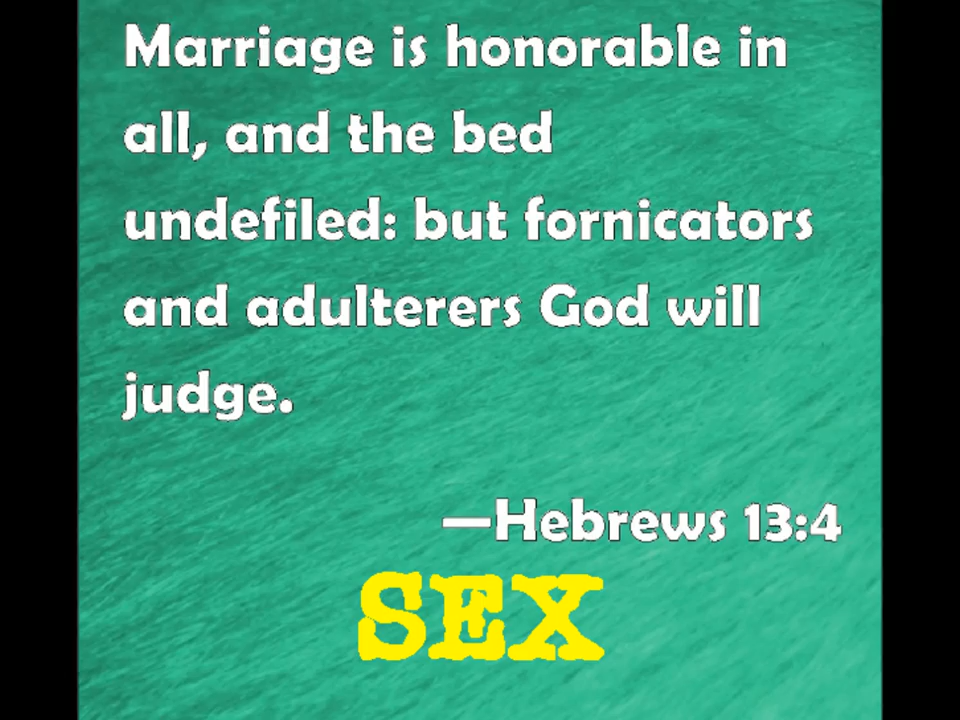 Marriage is honorable in
all, and the bed
undefiled: but fornicators
and adulterers God will
judge.
—Hebrews 13:4
SEX